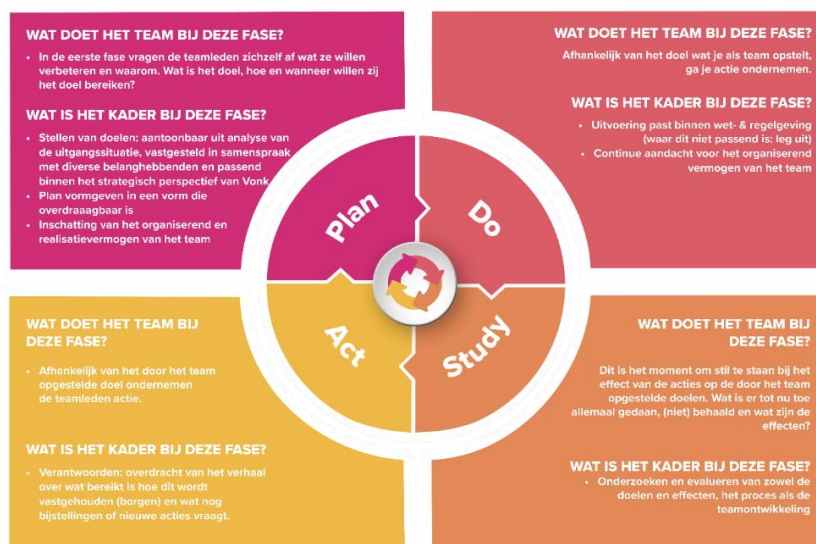 WAT DOET HET TEAM BIJ DEZE FASE?
• In de eerste fase vragen de teamleden zichzelf af wat ze willen
verbeteren en waarom. Wat is het doel, hoe en wanneer willen zij
het doel bereiken?
WAT IS HET KADER BIJ DEZE FASE?
• Stellen van doelen: aantoonbaar uit analyse van
de uitgangssituatie, vastgesteld in samenspraak
met diverse belanghebbenden en passend
binnen het strategisch perspectief van Vonk
• Plan vormgeven in een vorm die
overdraagbaar is
• Inschatting van het organiserend en
realisatievermogen van het team
WAT DOET HET TEAM BIJ DEZE FASE?
Afhankelijk van het doel wat je als team opstelt,
ga je actie ondernemen.
WAT IS HET KADER BIJ DEZE FASE?
• Uitvoering past binnen wet- & regelgeving
(waar dit niet passend is: leg uit)
• Continue aandacht voor het organiserend
vermogen van het team
Plan
Do
Act
Study
WAT DOET HET TEAM BIJ
DEZE FASE?
• Afhankelijk van het door het team
opgestelde doel ondernemen
de teamleden actie.
WAT IS HET KADER BIJ DEZE FASE?
• Verantwoorden: overdracht van het verhaal
over wat bereikt is hoe dit wordt
vastgehouden (borgen) en wat nog
bijstellingen of nieuwe acties vraagt.
WAT DOET HET TEAM BIJ
DEZE FASE?
Dit is het moment om stil te staan bij het
effect van de acties op de door het team
opgestelde doelen. Wat is er tot nu toe
allemaal gedaan, (niet) behaald en wat zijn de
effecten?
WAT IS HET KADER BIJ DEZE FASE?
• Onderzoeken en evalueren van zowel de
doelen en effecten, het proces als de
teamontwikkeling